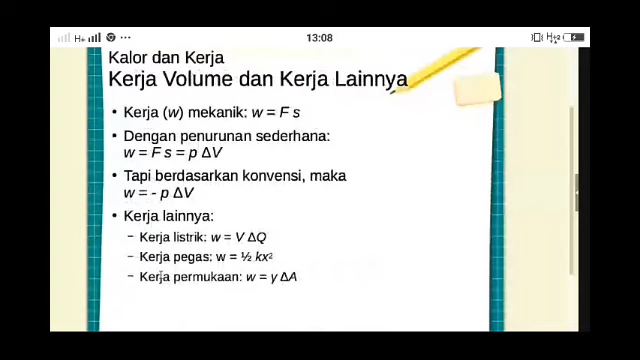 H+ 13:08 H+2
Kalor dan Kerja
Kerja Volume dan Kerja Lainnya
• Kerja (w) mekanik: w = F s
• Dengan penurunan sederhana:
w = F s = p ΔV
• Tapi berdasarkan konvensi, maka
w = - p ΔV
• Kerja lainnya:
– Kerja listrik: w = V ΔQ
– Kerja pegas: w = ½ kx²
– Kerja permukaan: w = γ ΔA